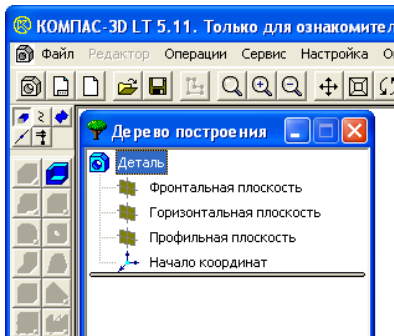 КОМПАС-3D LT 5.11. Только для ознакомител
Файл Редактор Операции Сервис Настройка
Дерево построения
Деталь
Фронтальная плоскость
Горизонтальная плоскость
Профильная плоскость
Начало координат